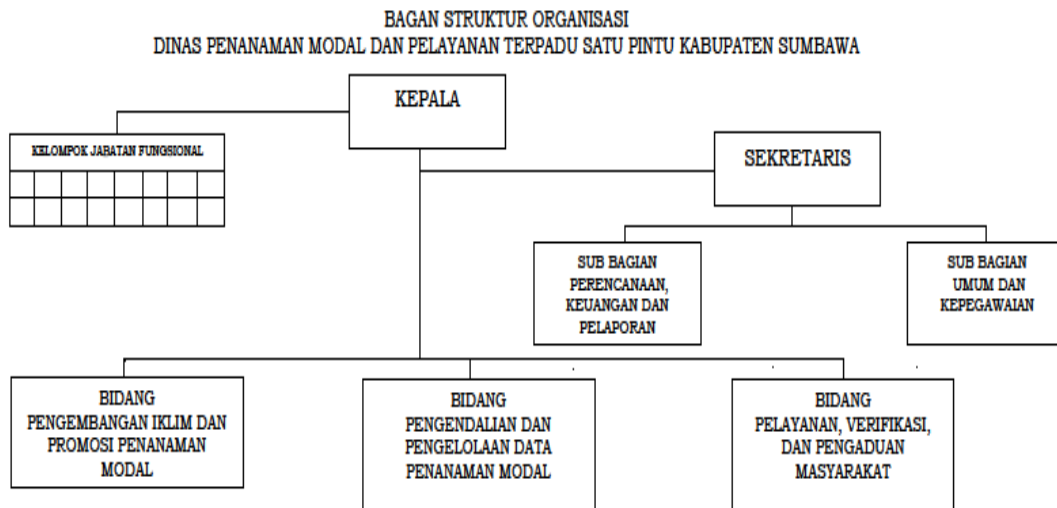 BAGAN STRUKTUR ORGANISASI
DINAS PENANAMAN MODAL DAN PELAYANAN TERPADU SATU PINTU KABUPATEN SUMBAWA
KEPALA
KELOMPOK JABATAN FUNGSIONAL
SEKRETARIS
SUB BAGIAN
PERENCANAAN,
KEUANGAN DAN
PELAPORAN
SUB BAGIAN
UMUM DAN
KEPEGAWAIAN
BIDANG
PENGEMBANGAN IKLIM DAN
PROMOSI PENANAMAN
MODAL
BIDANG
PENGENDALIAN DAN
PENGELOLAAN DATA
PENANAMAN MODAL
BIDANG
PELAYANAN, VERIFIKASI,
DAN PENGADUAN
MASYARAKAT